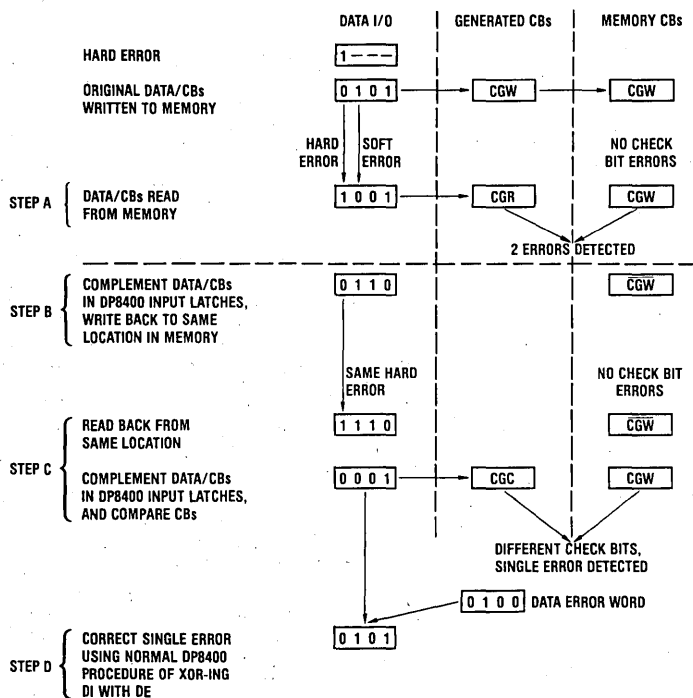 DATA I/O GENERATED CBs MEMORY CBs
HARD ERROR
1 - - -
ORIGINAL DATA/CBs
WRITTEN TO MEMORY
0 1 0 1 CGW CGW
HARD
ERROR
SOFT
ERROR
NO CHECK
BIT ERRORS
STEP A
DATA/CBs READ
FROM MEMORY
1 0 0 1 CGR CGW
2 ERRORS DETECTED
STEP B
COMPLEMENT DATA/CBs
IN DP8400 INPUT LATCHES,
WRITE BACK TO SAME
LOCATION IN MEMORY
0 1 1 0 C̅G̅W̅
SAME HARD
ERROR
NO CHECK BIT
ERRORS
STEP C
READ BACK FROM
SAME LOCATION
1 1 1 0 C̅G̅W̅
COMPLEMENT DATA/CBs
IN DP8400 INPUT LATCHES,
AND COMPARE CBs
0 0 0 1 CGC CGW
DIFFERENT CHECK BITS,
SINGLE ERROR DETECTED
0 1 0 0 DATA ERROR WORD
STEP D
CORRECT SINGLE ERROR
USING NORMAL DP8400
PROCEDURE OF XOR-ING
DI WITH DE
0 1 0 1